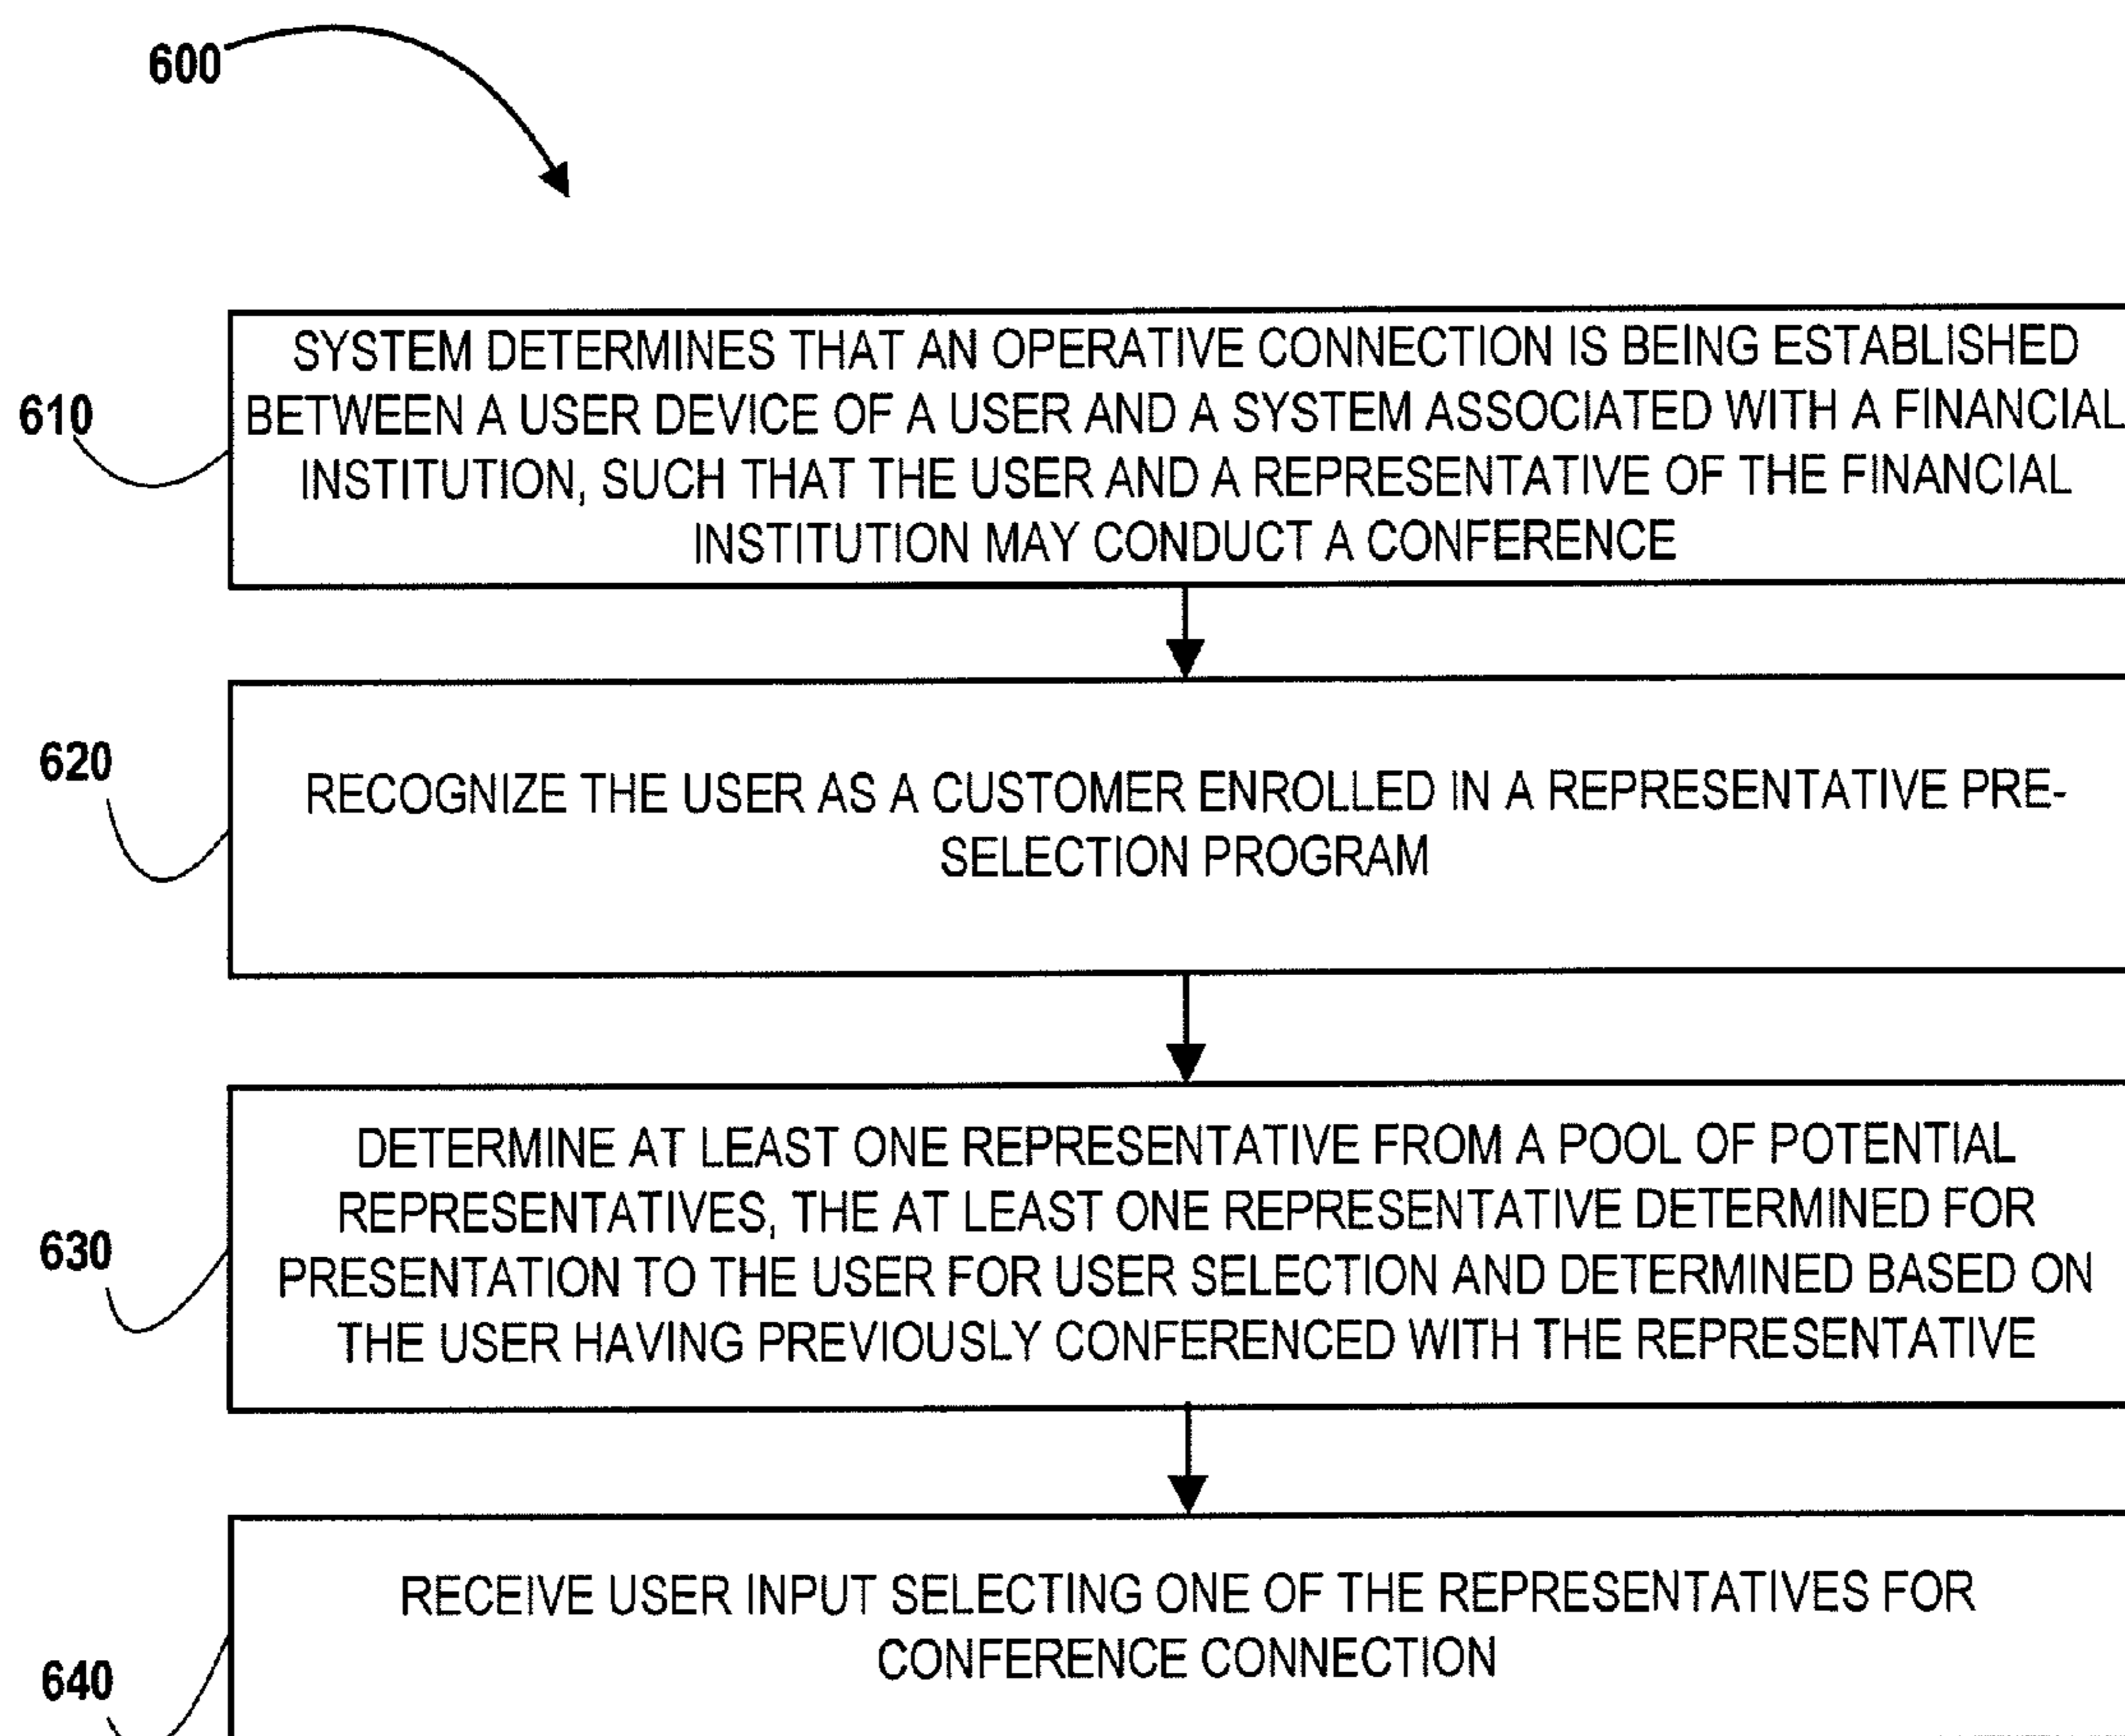 600
610
SYSTEM DETERMINES THAT AN OPERATIVE CONNECTION IS BEING ESTABLISHED
BETWEEN A USER DEVICE OF A USER AND A SYSTEM ASSOCIATED WITH A FINANCIAL
INSTITUTION, SUCH THAT THE USER AND A REPRESENTATIVE OF THE FINANCIAL
INSTITUTION MAY CONDUCT A CONFERENCE
620
RECOGNIZE THE USER AS A CUSTOMER ENROLLED IN A REPRESENTATIVE PRE-
SELECTION PROGRAM
630
DETERMINE AT LEAST ONE REPRESENTATIVE FROM A POOL OF POTENTIAL
REPRESENTATIVES, THE AT LEAST ONE REPRESENTATIVE DETERMINED FOR
PRESENTATION TO THE USER FOR USER SELECTION AND DETERMINED BASED ON
THE USER HAVING PREVIOUSLY CONFERENCED WITH THE REPRESENTATIVE
640
RECEIVE USER INPUT SELECTING ONE OF THE REPRESENTATIVES FOR
CONFERENCE CONNECTION